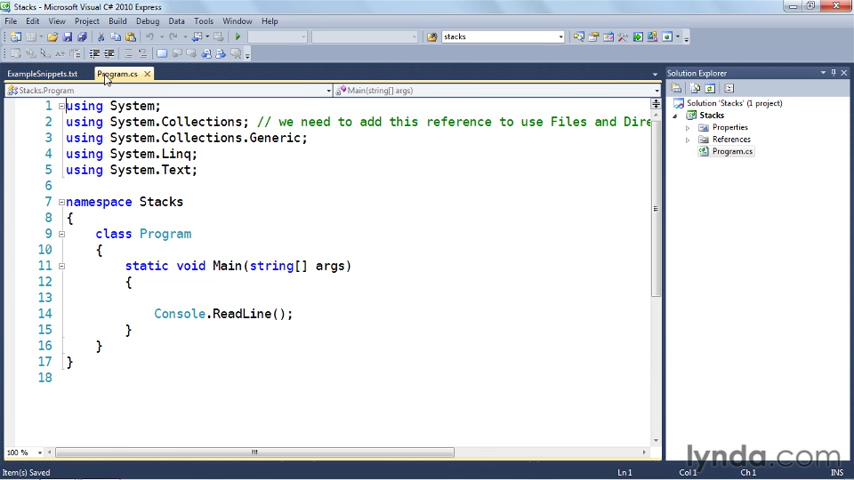 Stacks - Microsoft Visual C# 2010 Express
File Edit View Project Build Debug Data Tools Window Help
stacks
ExampleSnippets.txt Program.cs
Stacks.Program Main(string[] args)
1 using System;
2 using System.Collections; // we need to add this reference to use Files and Dire
3 using System.Collections.Generic;
4 using System.Linq;
5 using System.Text;
6
7 namespace Stacks
8 {
9 class Program
10 {
11 static void Main(string[] args)
12 {
13
14 Console.ReadLine();
15 }
16 }
17 }
18
100 %
Solution Explorer
Solution 'Stacks' (1 project)
Stacks
Properties
References
Program.cs
Item(s) Saved Ln 1 Col 1 Ch 1 INS
lynda.com